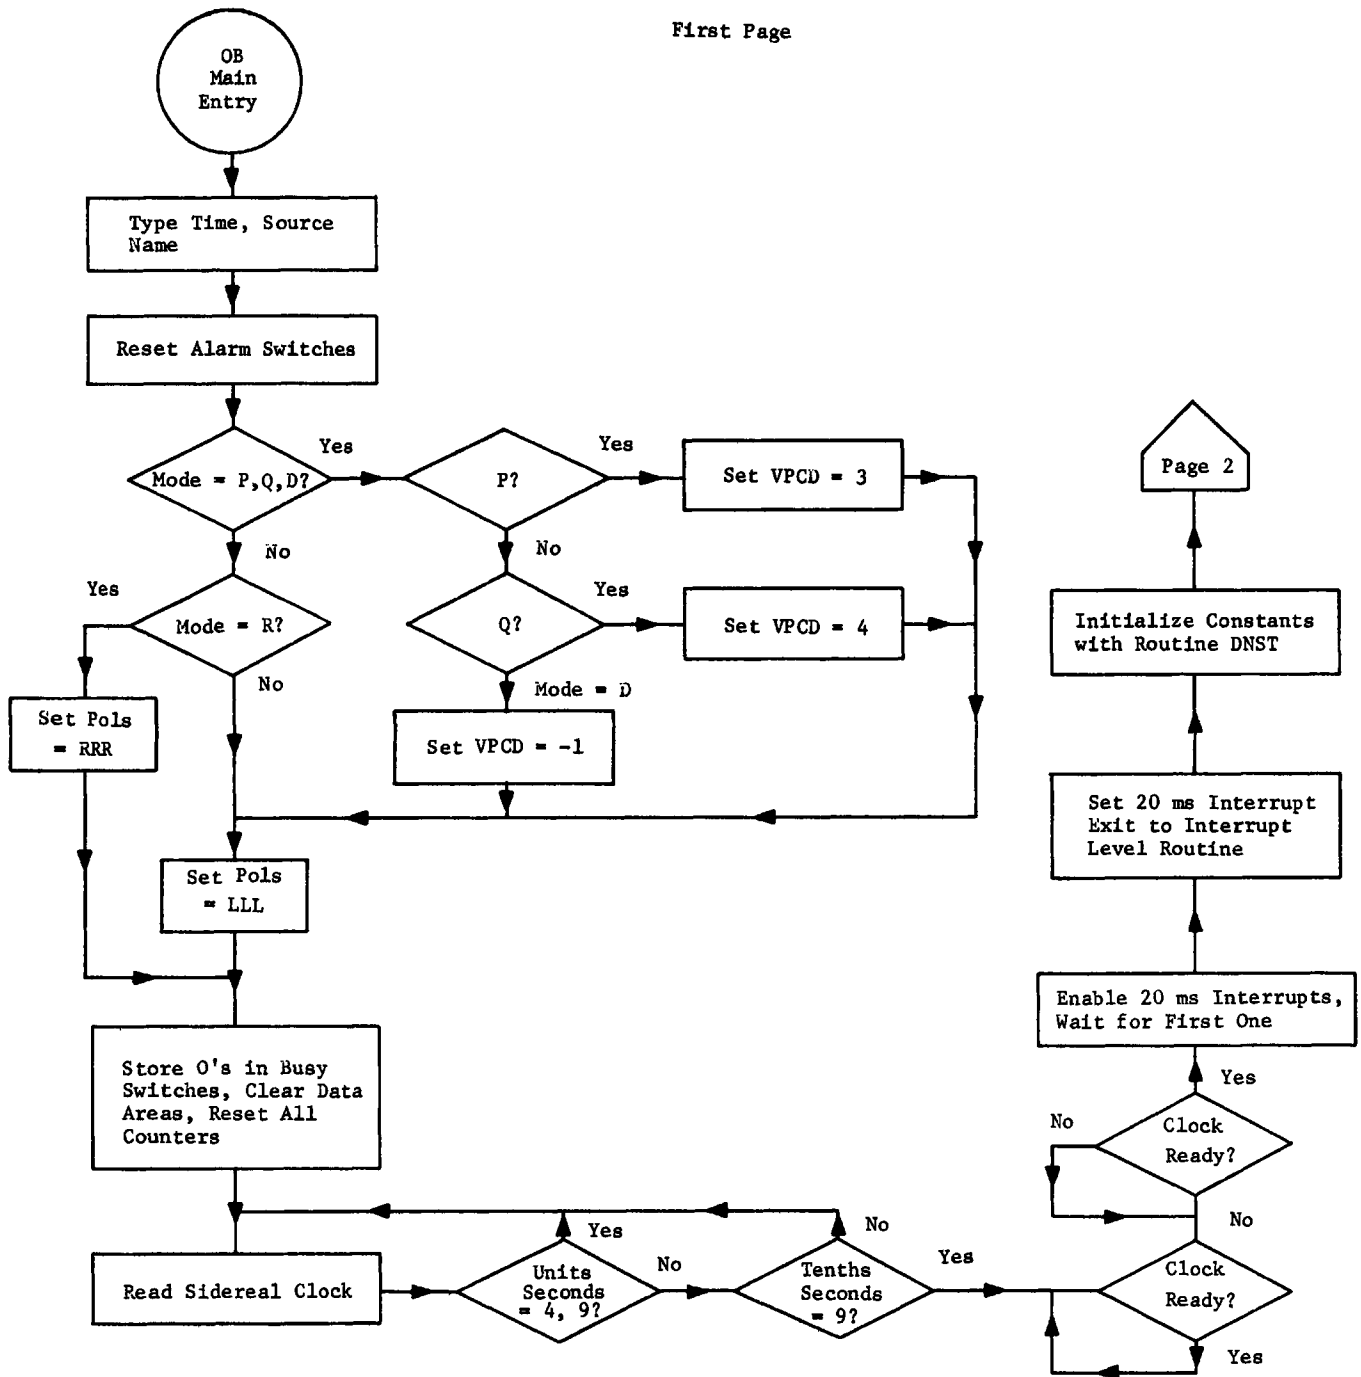 First Page
OB
Main
Entry
Type Time, Source
Name
Reset Alarm Switches
Mode = P,Q,D?
Yes
P?
Yes
Set VPCD = 3
No
No
Mode = R?
Yes
Q?
Yes
Set VPCD = 4
No
Mode = D
Set Pols
= RRR
Set VPCD = -1
Set Pols
= LLL
Store O's in Busy
Switches, Clear Data
Areas, Reset All
Counters
Read Sidereal Clock
Units
Seconds
= 4, 9?
Yes
No
Tenths
Seconds
= 9?
No
Yes
Clock
Ready?
Yes
No
Clock
Ready?
No
Yes
Enable 20 ms Interrupts,
Wait for First One
Set 20 ms Interrupt
Exit to Interrupt
Level Routine
Initialize Constants
with Routine DNST
Page 2